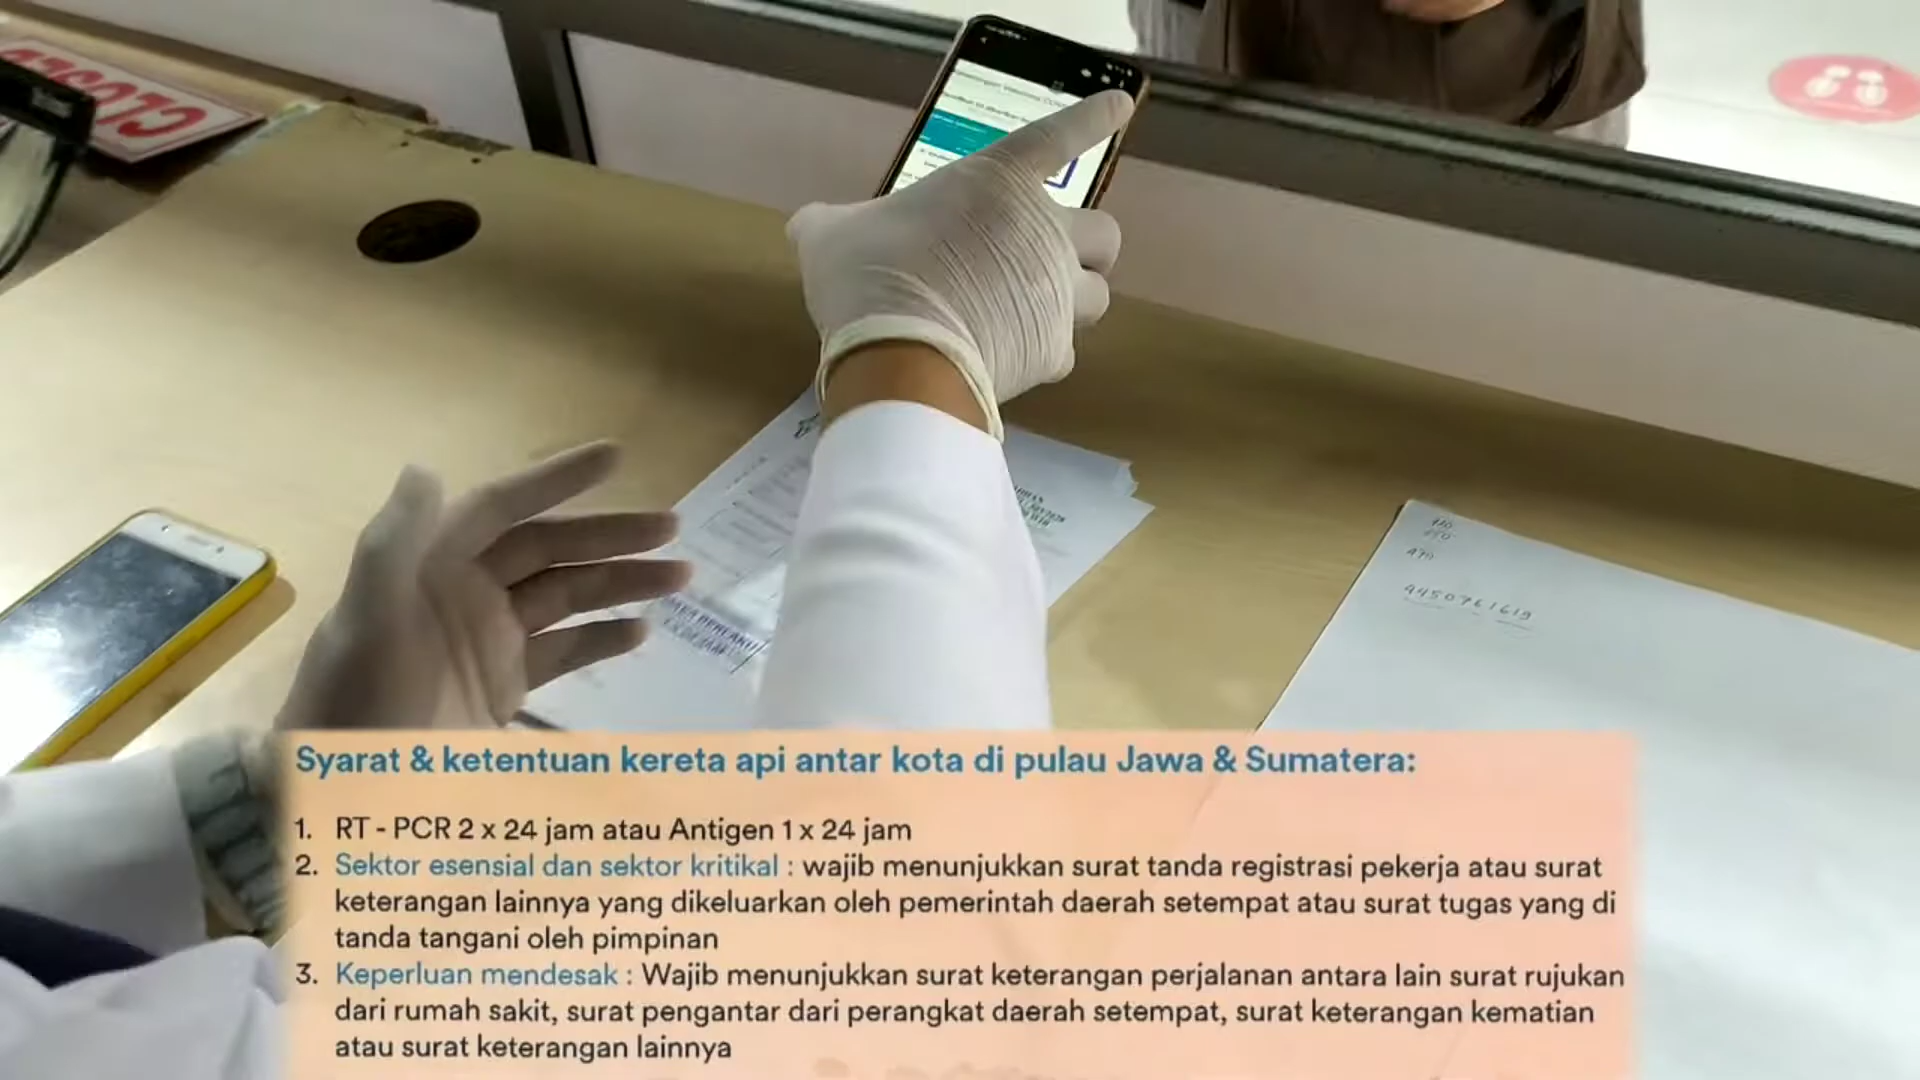 CLOSED
4450761619
Syarat & ketentuan kereta api antar kota di pulau Jawa & Sumatera:
1. RT - PCR 2 x 24 jam atau Antigen 1 x 24 jam
2. Sektor esensial dan sektor kritikal : wajib menunjukkan surat tanda registrasi pekerja atau surat
keterangan lainnya yang dikeluarkan oleh pemerintah daerah setempat atau surat tugas yang di
tanda tangani oleh pimpinan
3. Keperluan mendesak : Wajib menunjukkan surat keterangan perjalanan antara lain surat rujukan
dari rumah sakit, surat pengantar dari perangkat daerah setempat, surat keterangan kematian
atau surat keterangan lainnya